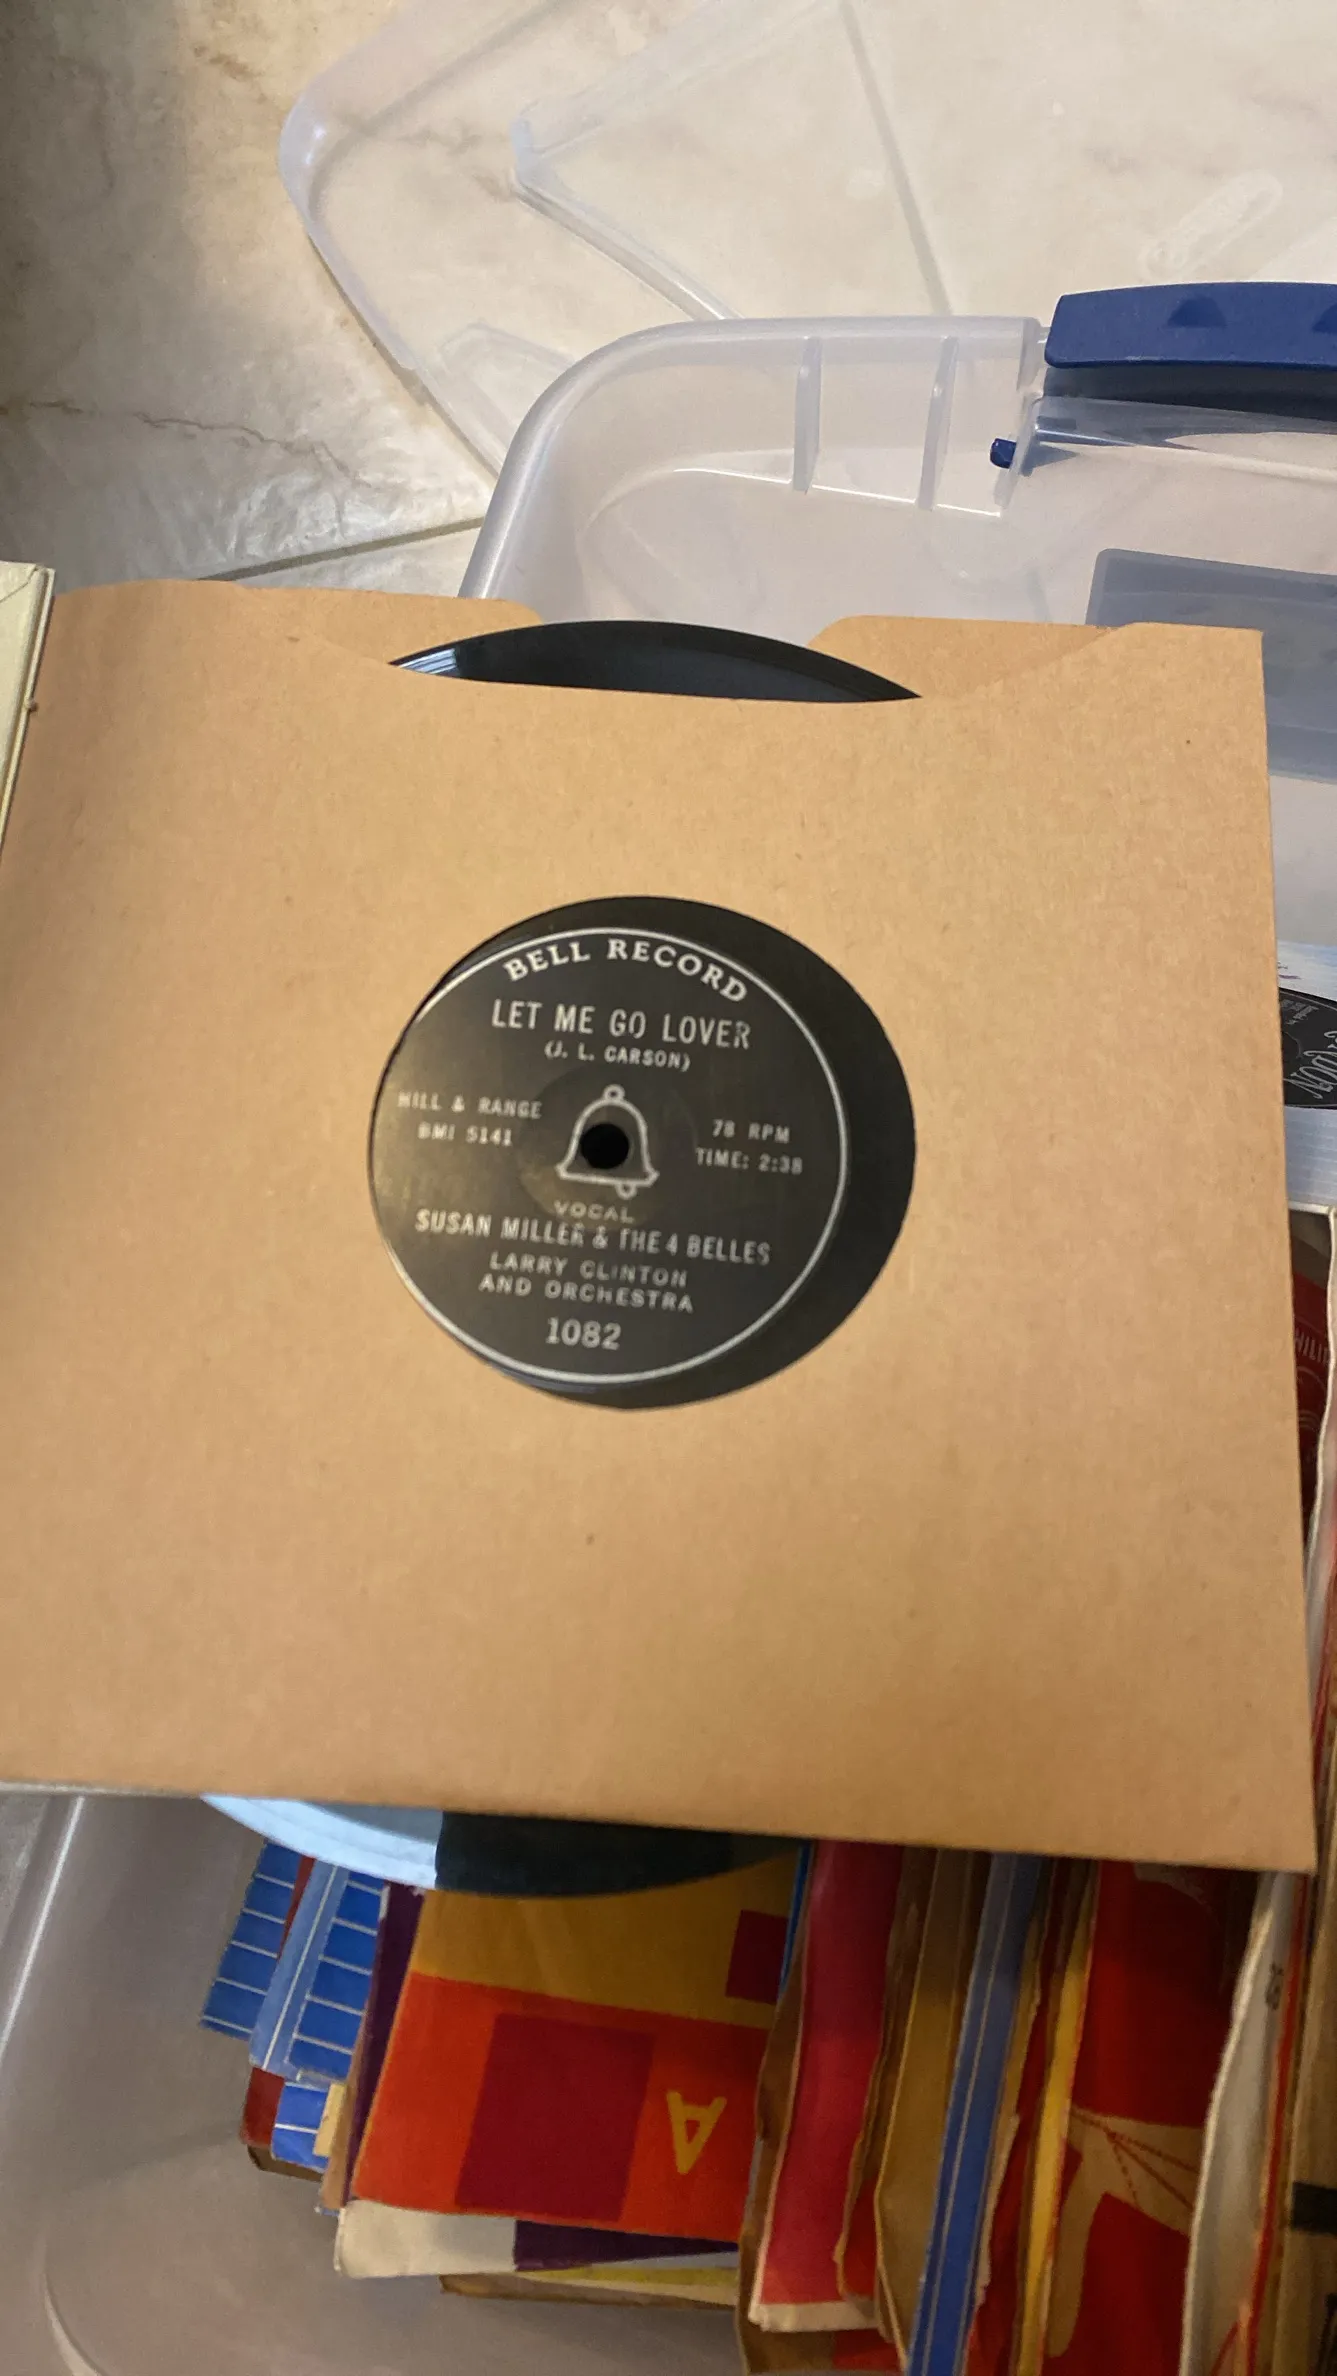 BELL RECORD
LET ME GO LOVER
(J. L. CARSON)
HILL & RANGE
BMI 5141
78 RPM
TIME: 2:38
VOCAL
SUSAN MILLER & THE 4 BELLES
LARRY CLINTON
AND ORCHESTRA
1082
A